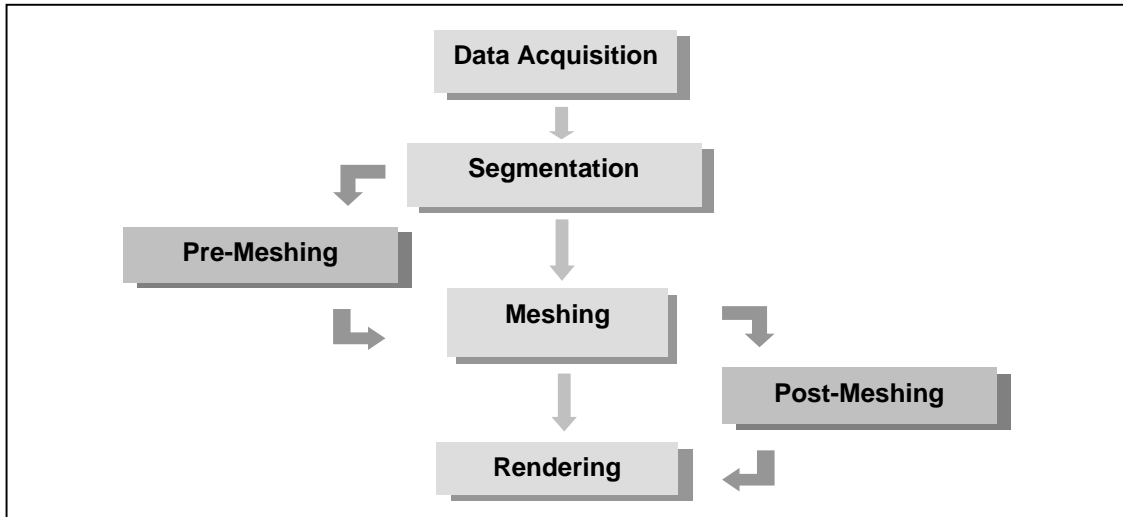 Data Acquisition
Segmentation
Pre-Meshing
Meshing
Post-Meshing
Rendering